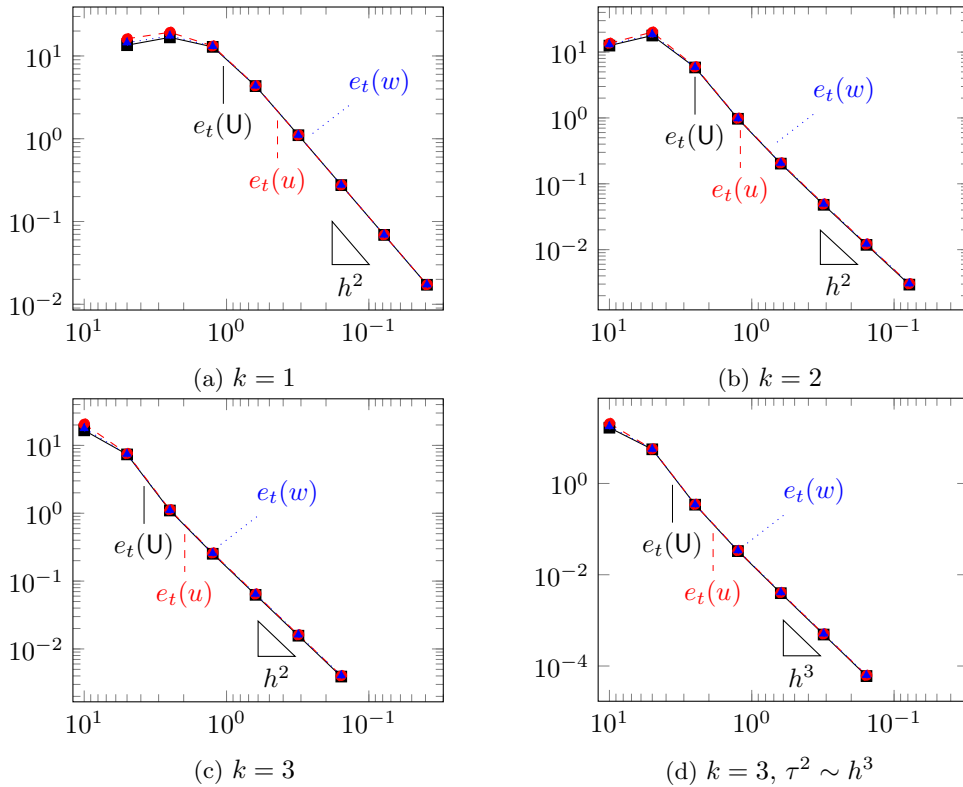 10^1
10^0
10^-1
10^-2
e_t(w)
e_t(U)
e_t(u)
h^2
10^1 10^0 10^-1
(a) k = 1
10^1
10^0
10^-1
10^-2
e_t(w)
e_t(U)
e_t(u)
h^2
10^1 10^0 10^-1
(b) k = 2
10^1
10^0
10^-1
10^-2
e_t(w)
e_t(U)
e_t(u)
h^2
10^1 10^0 10^-1
(c) k = 3
10^0
10^-2
10^-4
e_t(w)
e_t(U)
e_t(u)
h^3
10^1 10^0 10^-1
(d) k = 3, τ^2 ∼ h^3